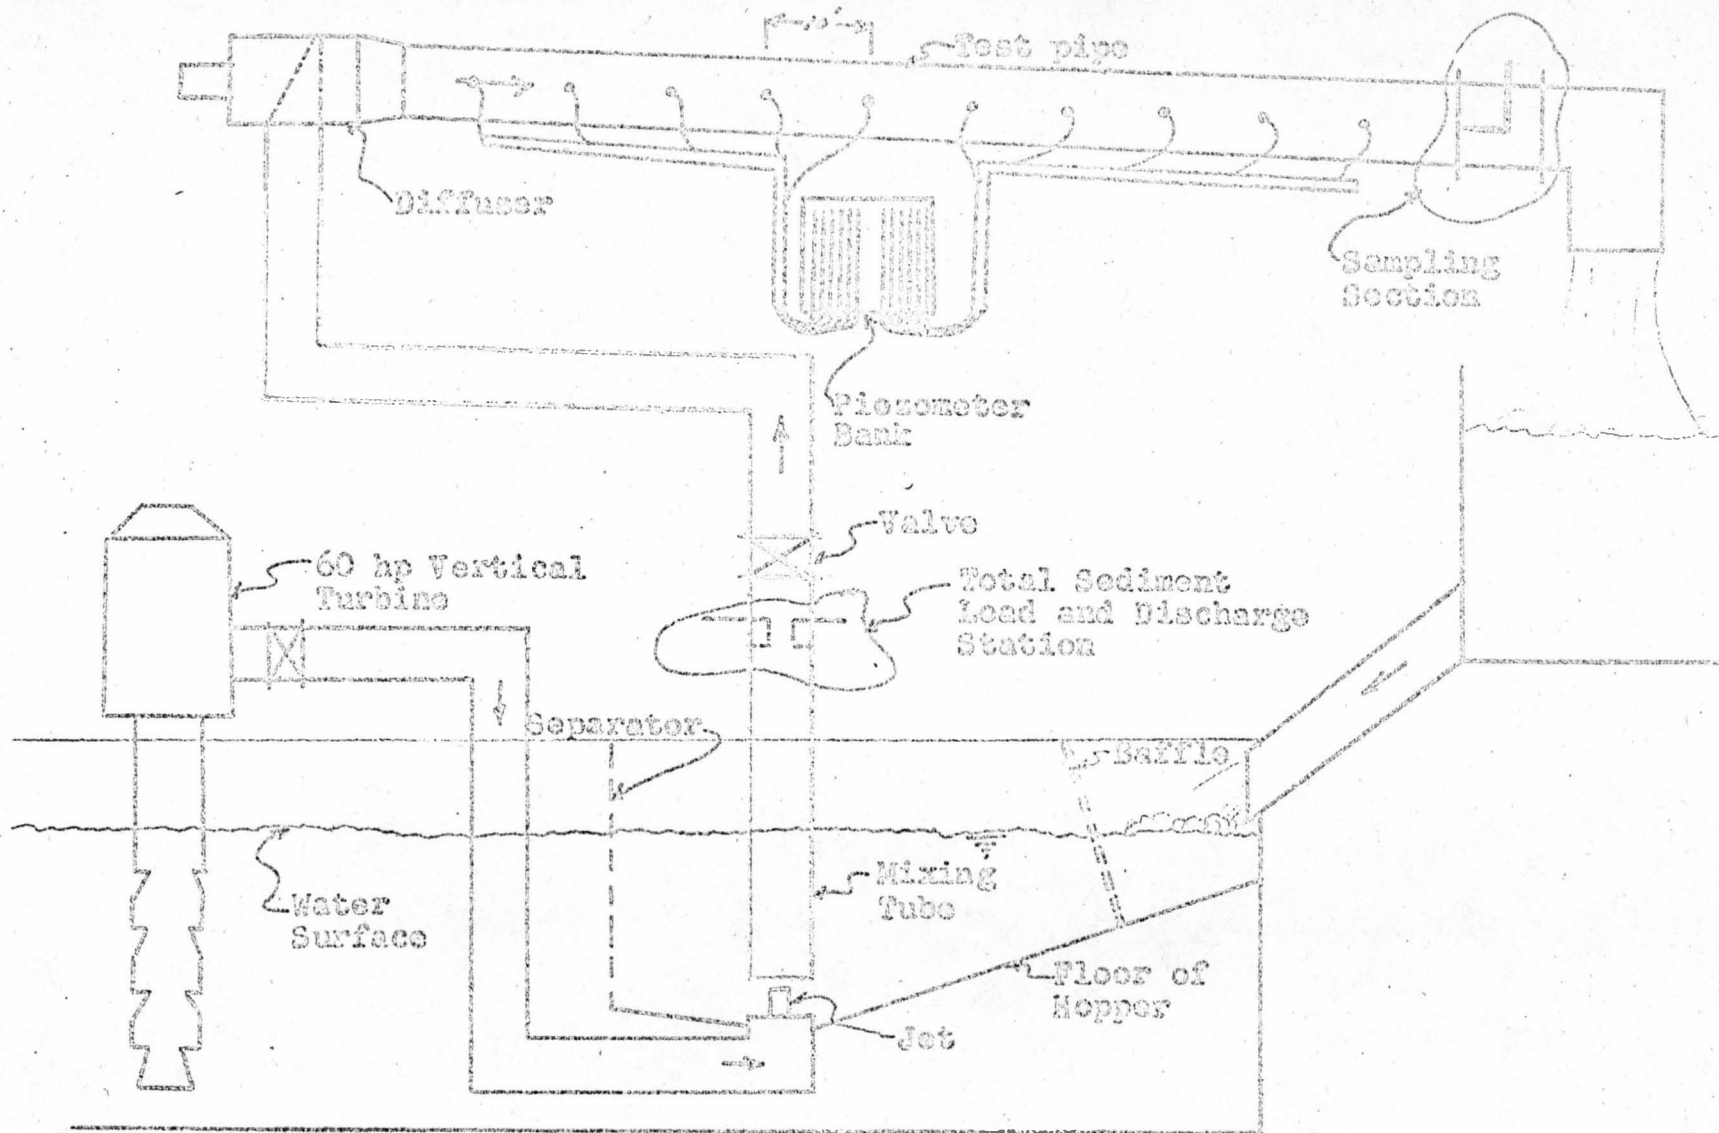 Test pipe
Diffuser
Sampling
Section
Piezometer
Bank
Valve
60 hp Vertical
Turbine
Total Sediment
Load and Discharge
Station
Separator
Baffle
Water
Surface
Mixing
Tube
Floor of
Hopper
Jet